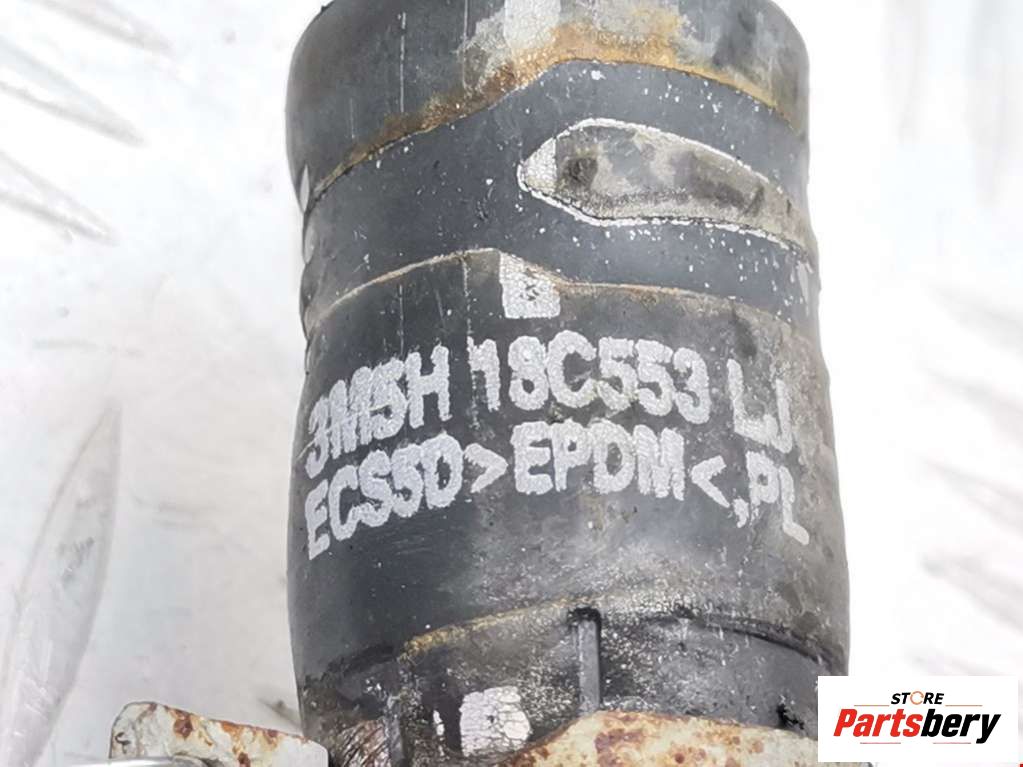 3M5H 18C553 LJ
ECS5D>EPDM<,PL
STORE
Partsbery